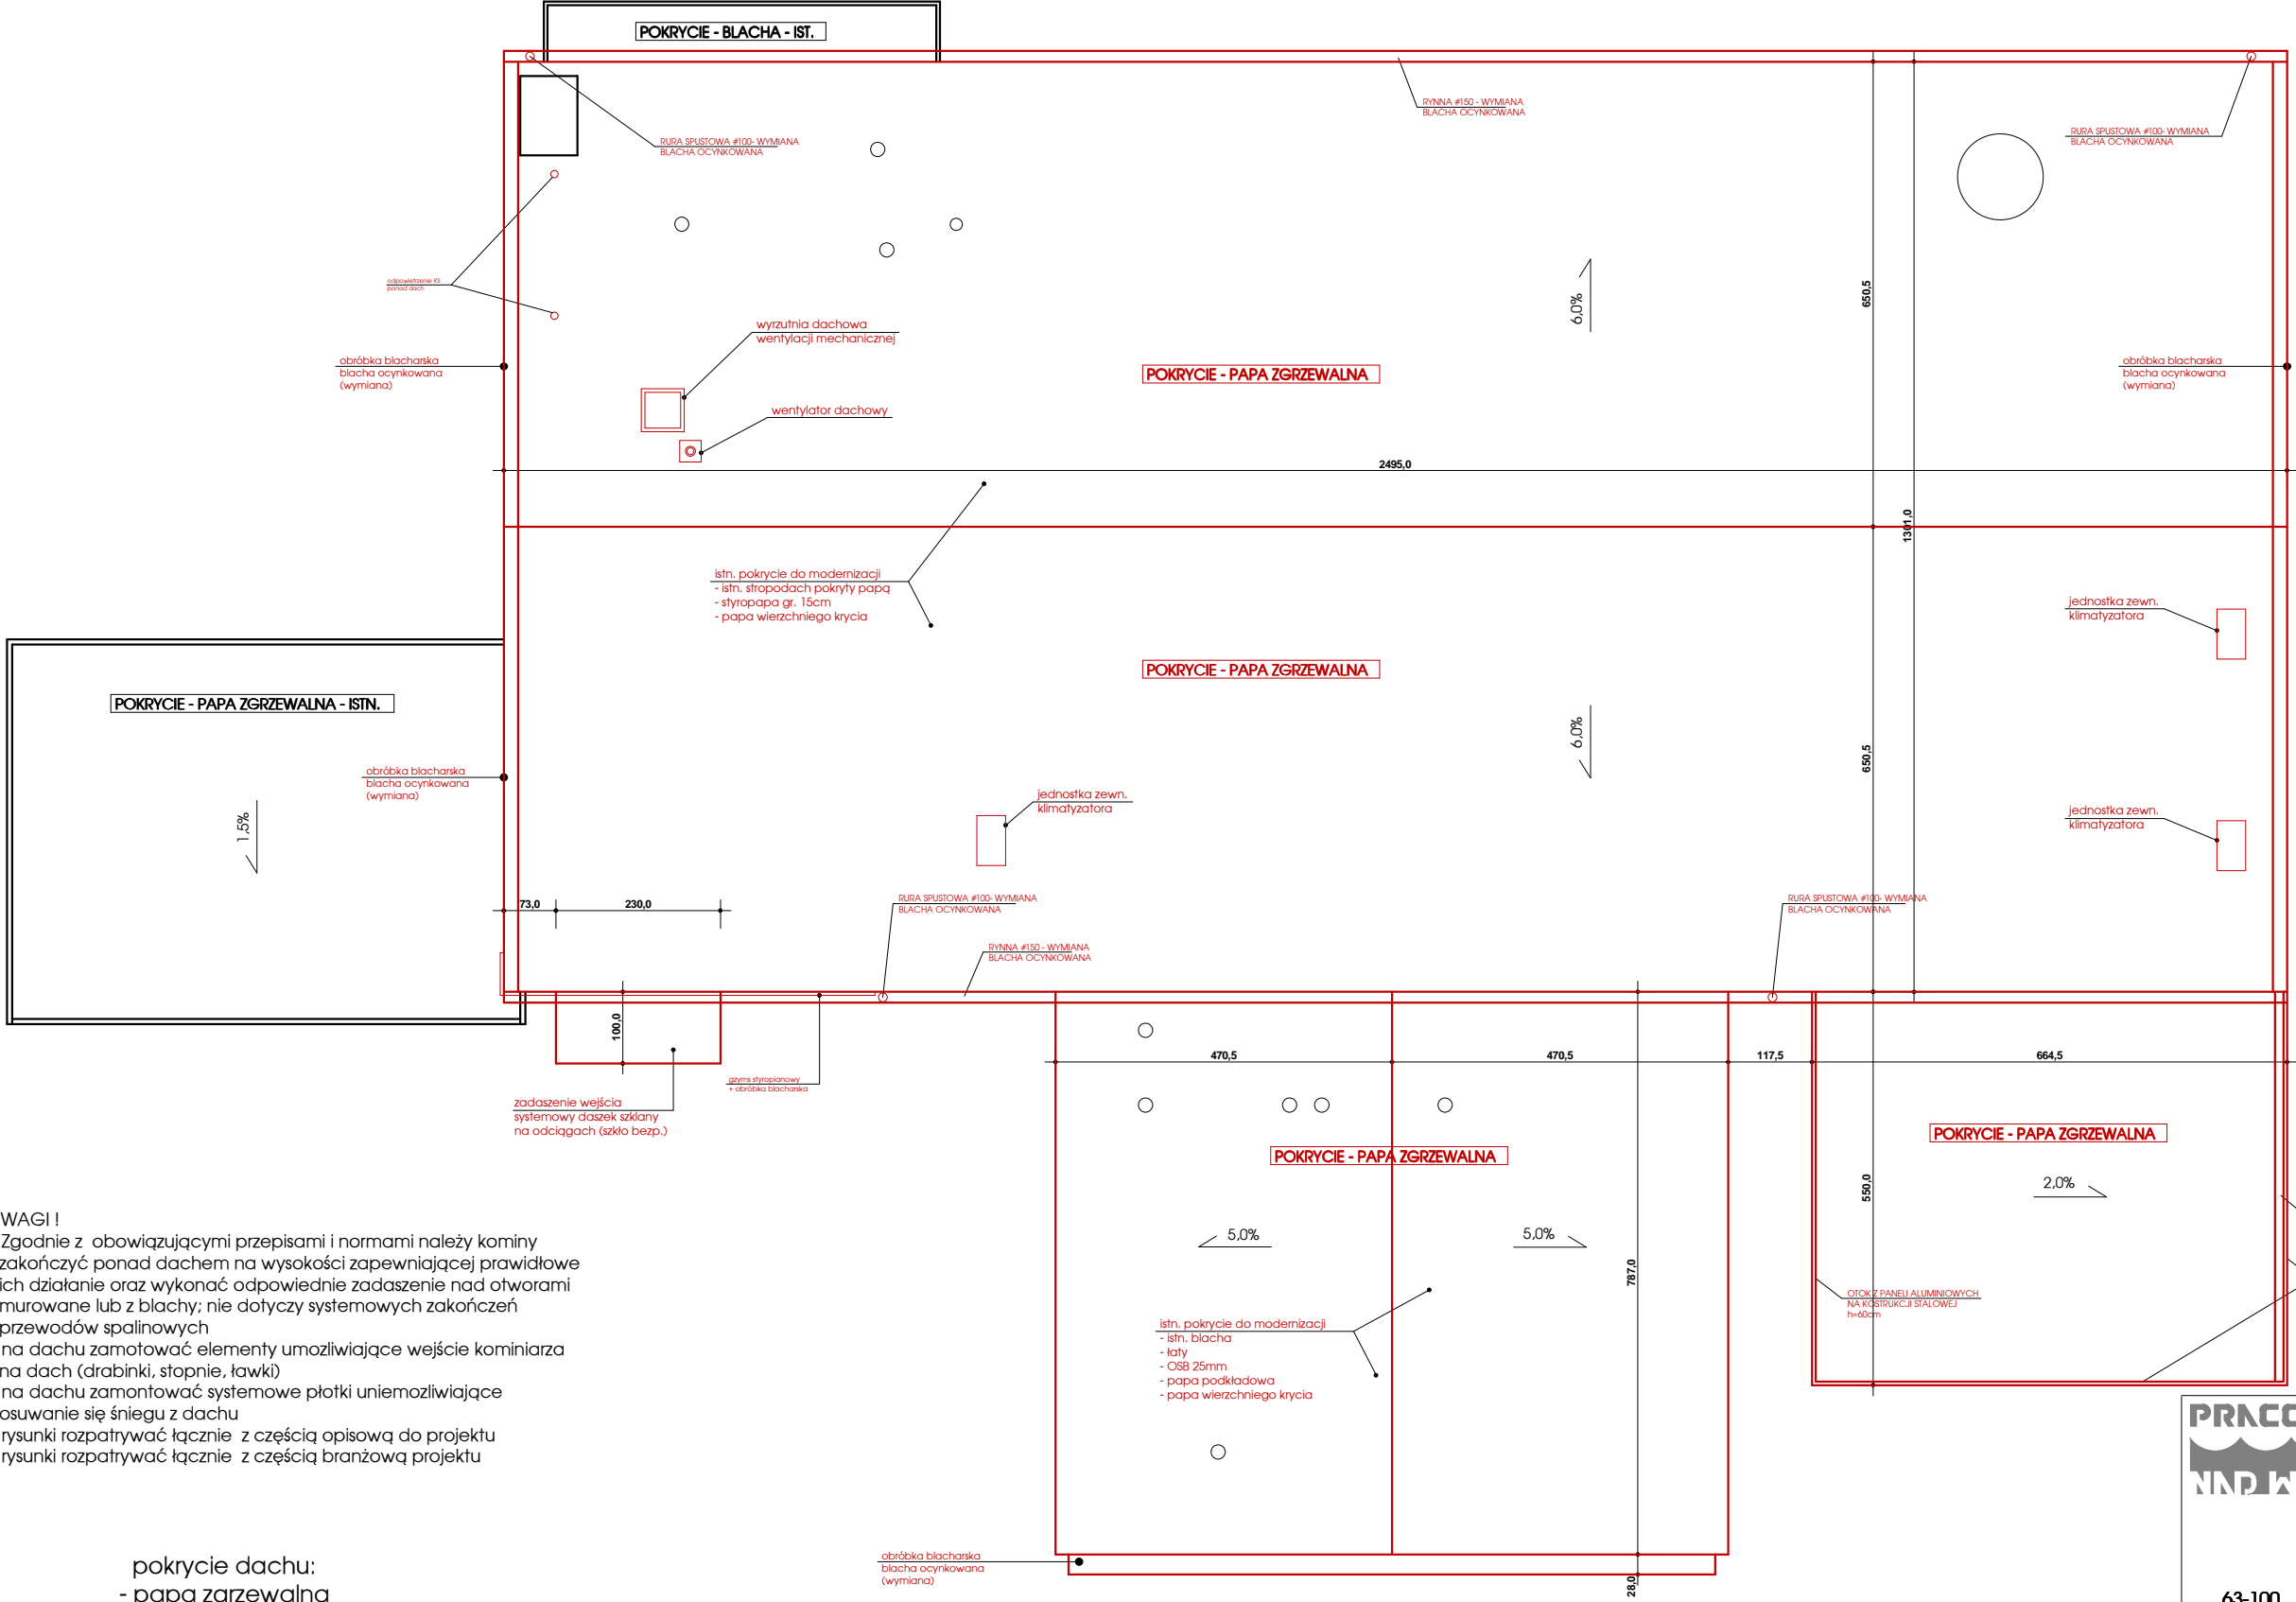 POKRYCIE - BLACHA - IST.
RYNNA #150 - WYMIANA
BLACHA OCYNKOWANA
RURA SPUSTOWA #100- WYMIANA
BLACHA OCYNKOWANA
RURA SPUSTOWA #100- WYMIANA
BLACHA OCYNKOWANA
odpowietrzenie KS
ponad dach
650,5
6,0%
wyrzutnia dachowa
wentylacji mechanicznej
obróbka blacharska
blacha ocynkowana
(wymiana)
POKRYCIE - PAPA ZGRZEWALNA
obróbka blacharska
blacha ocynkowana
(wymiana)
wentylator dachowy
2495,0
1301,0
istn. pokrycie do modernizacji
- istn. stropodach pokryty papą
- styropapa gr. 15cm
- papa wierzchniego krycia
jednostka zewn.
klimatyzatora
POKRYCIE - PAPA ZGRZEWALNA
POKRYCIE - PAPA ZGRZEWALNA - ISTN.
6,0%
650,5
obróbka blacharska
blacha ocynkowana
(wymiana)
jednostka zewn.
klimatyzatora
jednostka zewn.
klimatyzatora
1,5%
73,0
230,0
RURA SPUSTOWA #100- WYMIANA
BLACHA OCYNKOWANA
RURA SPUSTOWA #100- WYMIANA
BLACHA OCYNKOWANA
RYNNA #150 - WYMIANA
BLACHA OCYNKOWANA
100,0
470,5
470,5
117,5
664,5
gzyms styropianowy
+ obróbka blacharska
zadaszenie wejścia
systemowy daszek szklany
na odciągach (szkło bezp.)
POKRYCIE - PAPA ZGRZEWALNA
POKRYCIE - PAPA ZGRZEWALNA
550,0
2,0%
5,0%
5,0%
787,0
OTOK Z PANELI ALUMINIOWYCH
NA KOSTRUKCJI STALOWEJ
h=60cm
istn. pokrycie do modernizacji
- istn. blacha
- łaty
- OSB 25mm
- papa podkładowa
- papa wierzchniego krycia
WAGI !
Zgodnie z obowiązującymi przepisami i normami należy kominy
zakończyć ponad dachem na wysokości zapewniającej prawidłowe
ich działanie oraz wykonać odpowiednie zadaszenie nad otworami
murowane lub z blachy; nie dotyczy systemowych zakończeń
przewodów spalinowych
na dachu zamotować elementy umozliwiające wejście kominiarza
na dach (drabinki, stopnie, ławki)
na dachu zamontować systemowe płotki uniemozliwiające
osuwanie się śniegu z dachu
rysunki rozpatrywać łącznie z częścią opisową do projektu
rysunki rozpatrywać łącznie z częścią branżową projektu
PRACO
NAD W
obróbka blacharska
blacha ocynkowana
(wymiana)
28,0
pokrycie dachu:
- papa zgrzewalna
63-100